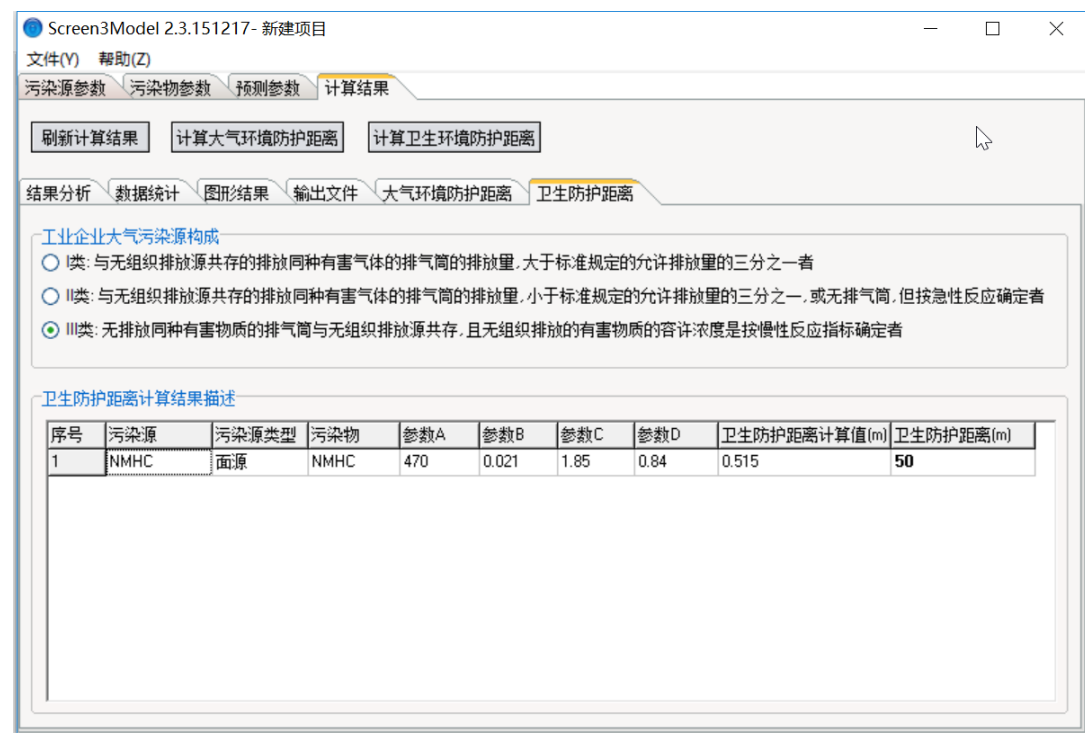 Screen3Model 2.3.151217- 新建项目
文件(Y) 帮助(Z)
污染源参数 污染物参数 预测参数 计算结果
刷新计算结果 计算大气环境防护距离 计算卫生环境防护距离
结果分析 数据统计 图形结果 输出文件 大气环境防护距离 卫生防护距离
工业企业大气污染源构成
I类: 与无组织排放源共存的排放同种有害气体的排气筒的排放量,大于标准规定的允许排放量的三分之一者
II类: 与无组织排放源共存的排放同种有害气体的排气筒的排放量,小于标准规定的允许排放量的三分之一,或无排气筒,但按急性反应确定者
III类: 无排放同种有害物质的排气筒与无组织排放源共存,且无组织排放的有害物质的容许浓度是按慢性反应指标确定者
卫生防护距离计算结果描述
序号 污染源 污染源类型 污染物 参数A 参数B 参数C 参数D 卫生防护距离计算值(m) 卫生防护距离(m)
1 NMHC 面源 NMHC 470 0.021 1.85 0.84 0.515 50